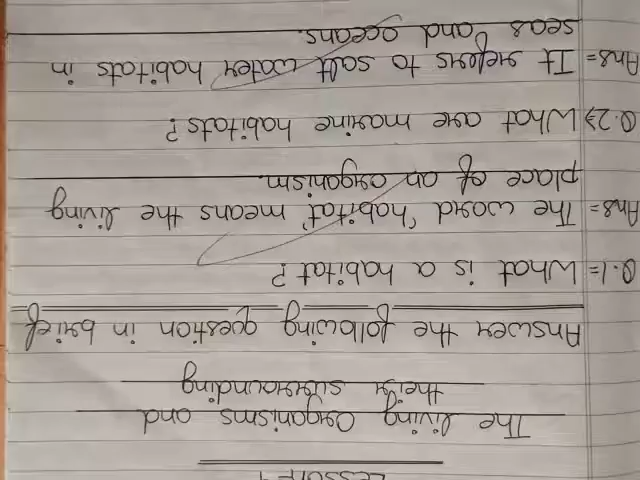 Lesson-1
The living Organisms and
their surrounding
Answer the following question in brief
Q.1= What is a habitat?
Ans= The word 'habitat' means the living
place of an organism.
Q.2⇒ What are marine habitats?
Ans= It refers to salt water habitats in
seas and oceans.